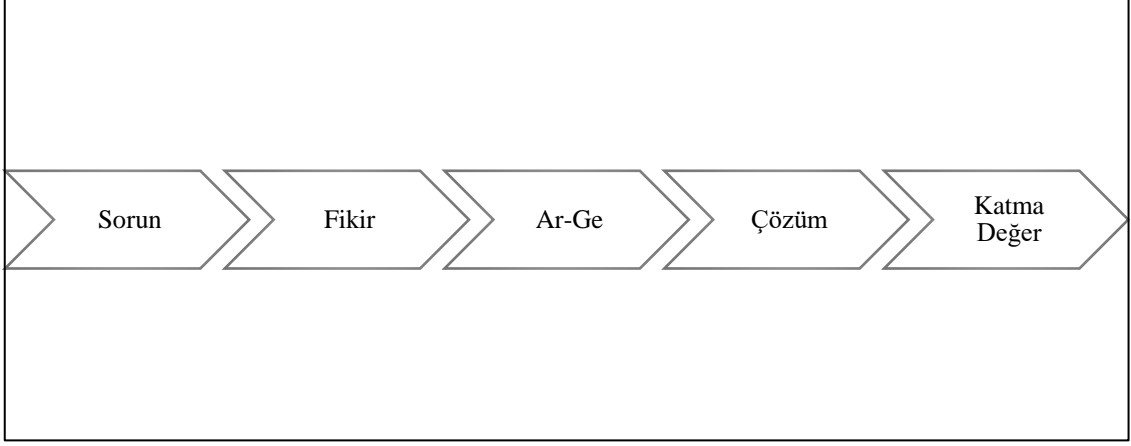 Sorun
Fikir
Ar-Ge
Çözüm
Katma
Değer